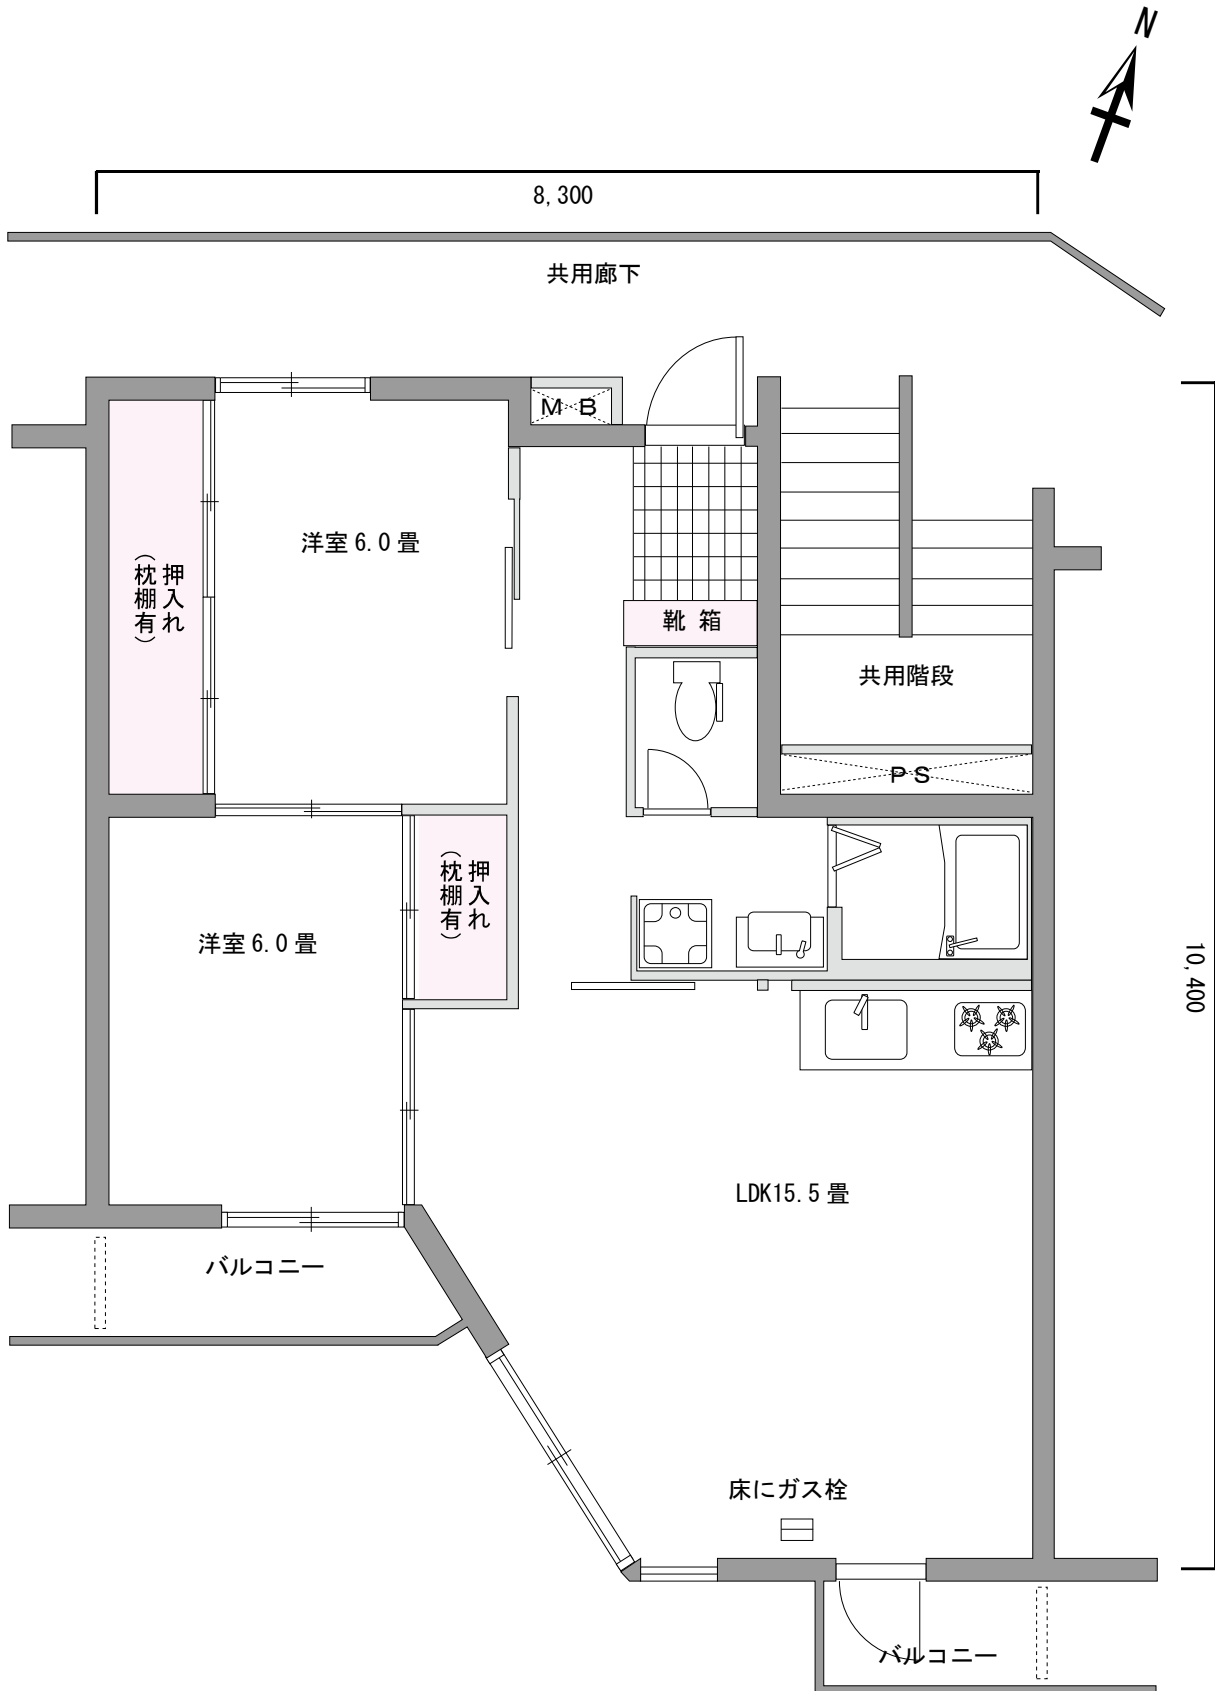 N
8,300
共用廊下
MB
洋室6.0畳
押入れ
(枕棚有)
靴箱
共用階段
PS
押入れ
(枕棚有)
洋室6.0畳
10,400
LDK15.5畳
バルコニー
床にガス栓
バルコニー